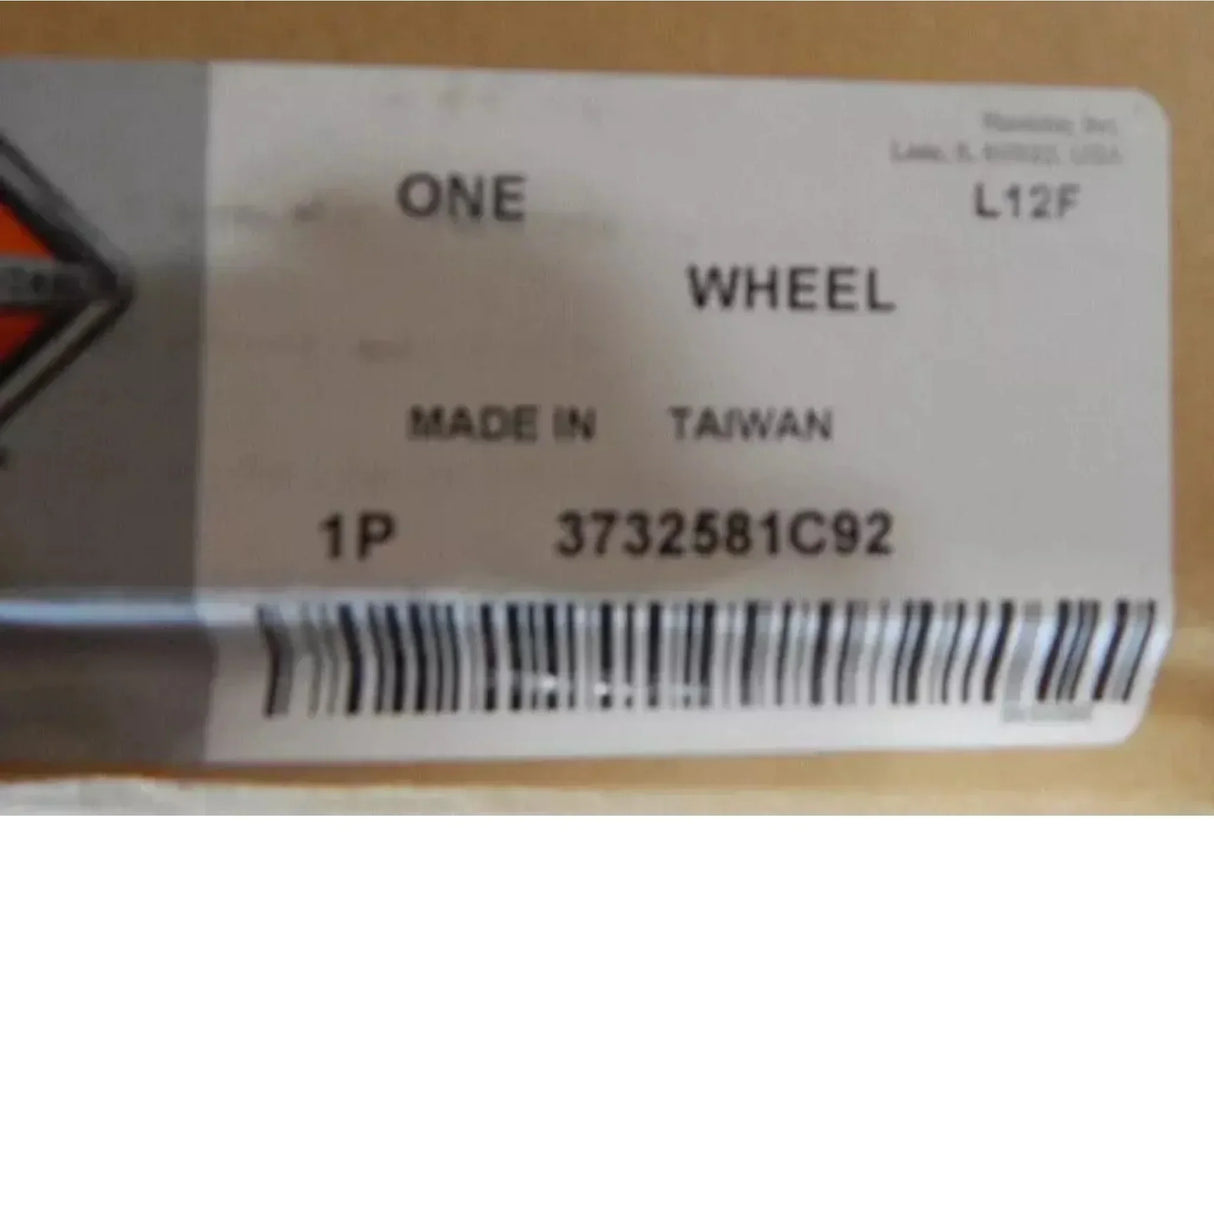 ONE
L12F
WHEEL
MADE IN TAIWAN
1P 3732581C92